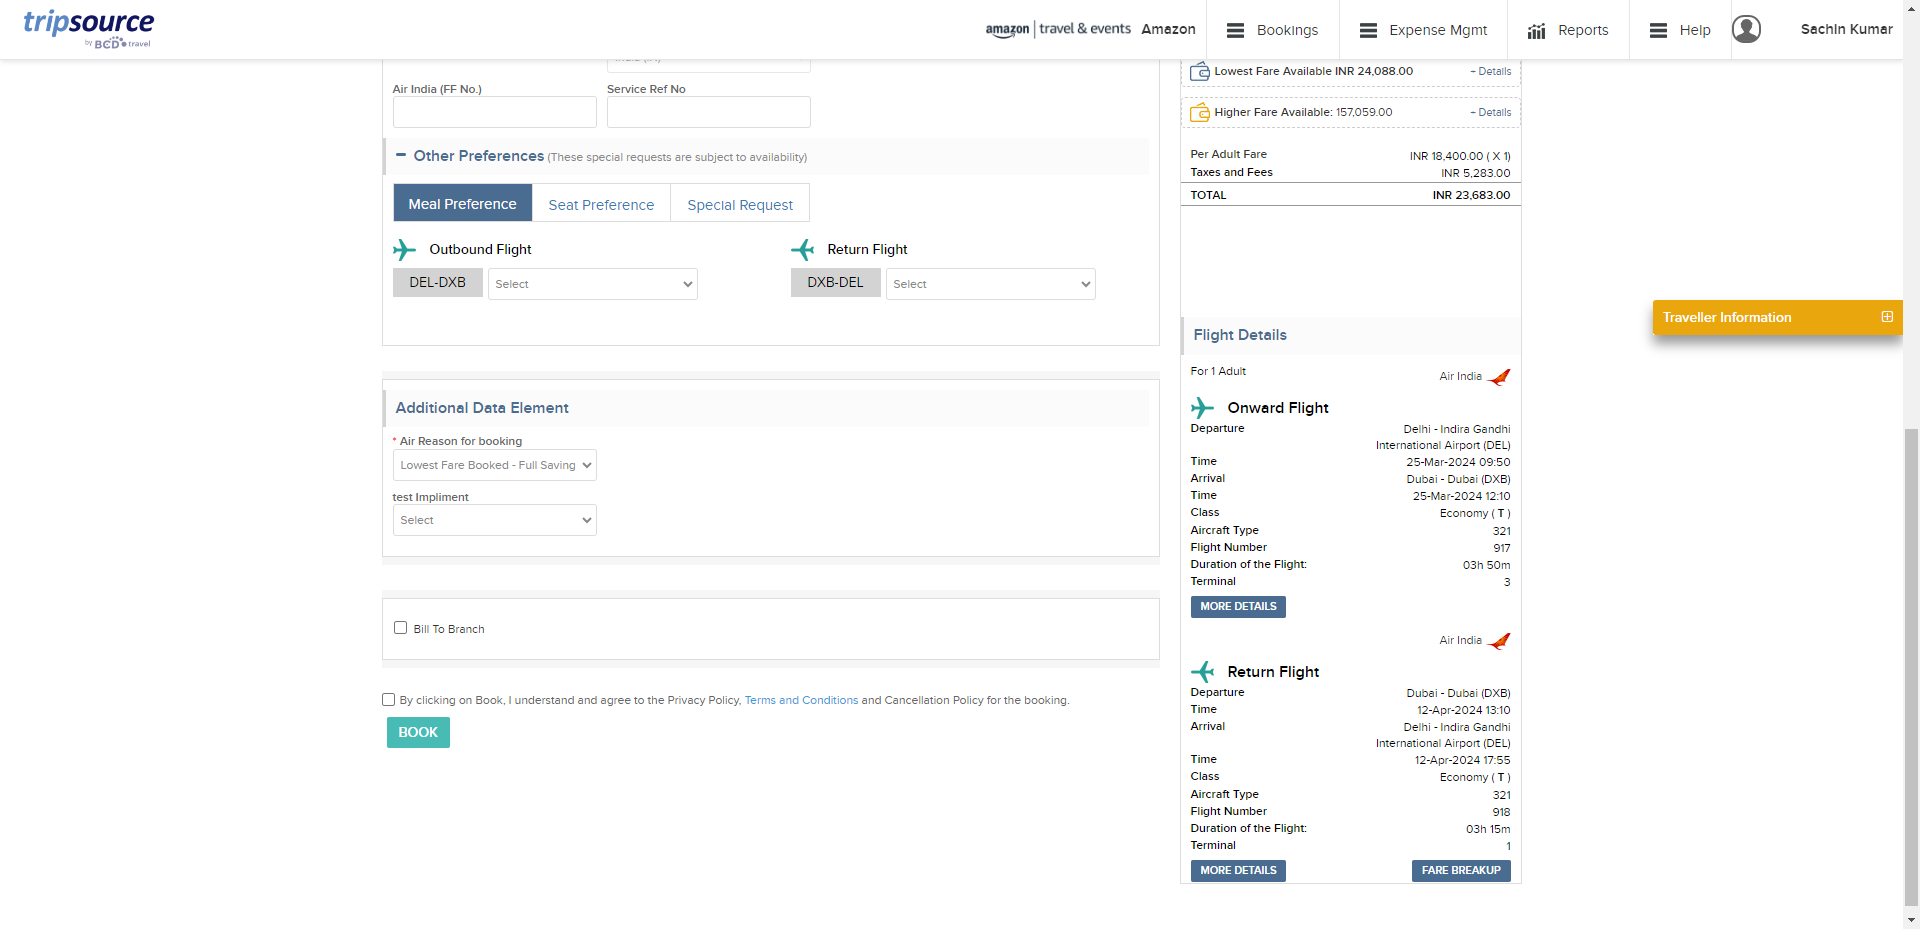 tripsource
by BCD travel
amazon | travel & events Amazon
Bookings
Expense Mgmt
Reports
Help
Sachin Kumar
Air India (FF No.)
Service Ref No
Other Preferences (These special requests are subject to availability)
Meal Preference
Seat Preference
Special Request
Outbound Flight
Return Flight
DEL-DXB
Select
DXB-DEL
Select
Additional Data Element
* Air Reason for booking
Lowest Fare Booked - Full Saving
test Impliment
Select
Bill To Branch
By clicking on Book, I understand and agree to the Privacy Policy, Terms and Conditions and Cancellation Policy for the booking.
BOOK
Lowest Fare Available INR 24,088.00 + Details
Higher Fare Available: 157,059.00 + Details
Per Adult Fare INR 18,400.00 ( X 1)
Taxes and Fees INR 5,283.00
TOTAL INR 23,683.00
Flight Details
For 1 Adult
Air India
Onward Flight
Departure Delhi - Indira Gandhi
International Airport (DEL)
Time 25-Mar-2024 09:50
Arrival Dubai - Dubai (DXB)
Time 25-Mar-2024 12:10
Class Economy ( T )
Aircraft Type 321
Flight Number 917
Duration of the Flight: 03h 50m
Terminal 3
MORE DETAILS
Air India
Return Flight
Departure Dubai - Dubai (DXB)
Time 12-Apr-2024 13:10
Arrival Delhi - Indira Gandhi
International Airport (DEL)
Time 12-Apr-2024 17:55
Class Economy ( T )
Aircraft Type 321
Flight Number 918
Duration of the Flight: 03h 15m
Terminal 1
MORE DETAILS
FARE BREAKUP
Traveller Information